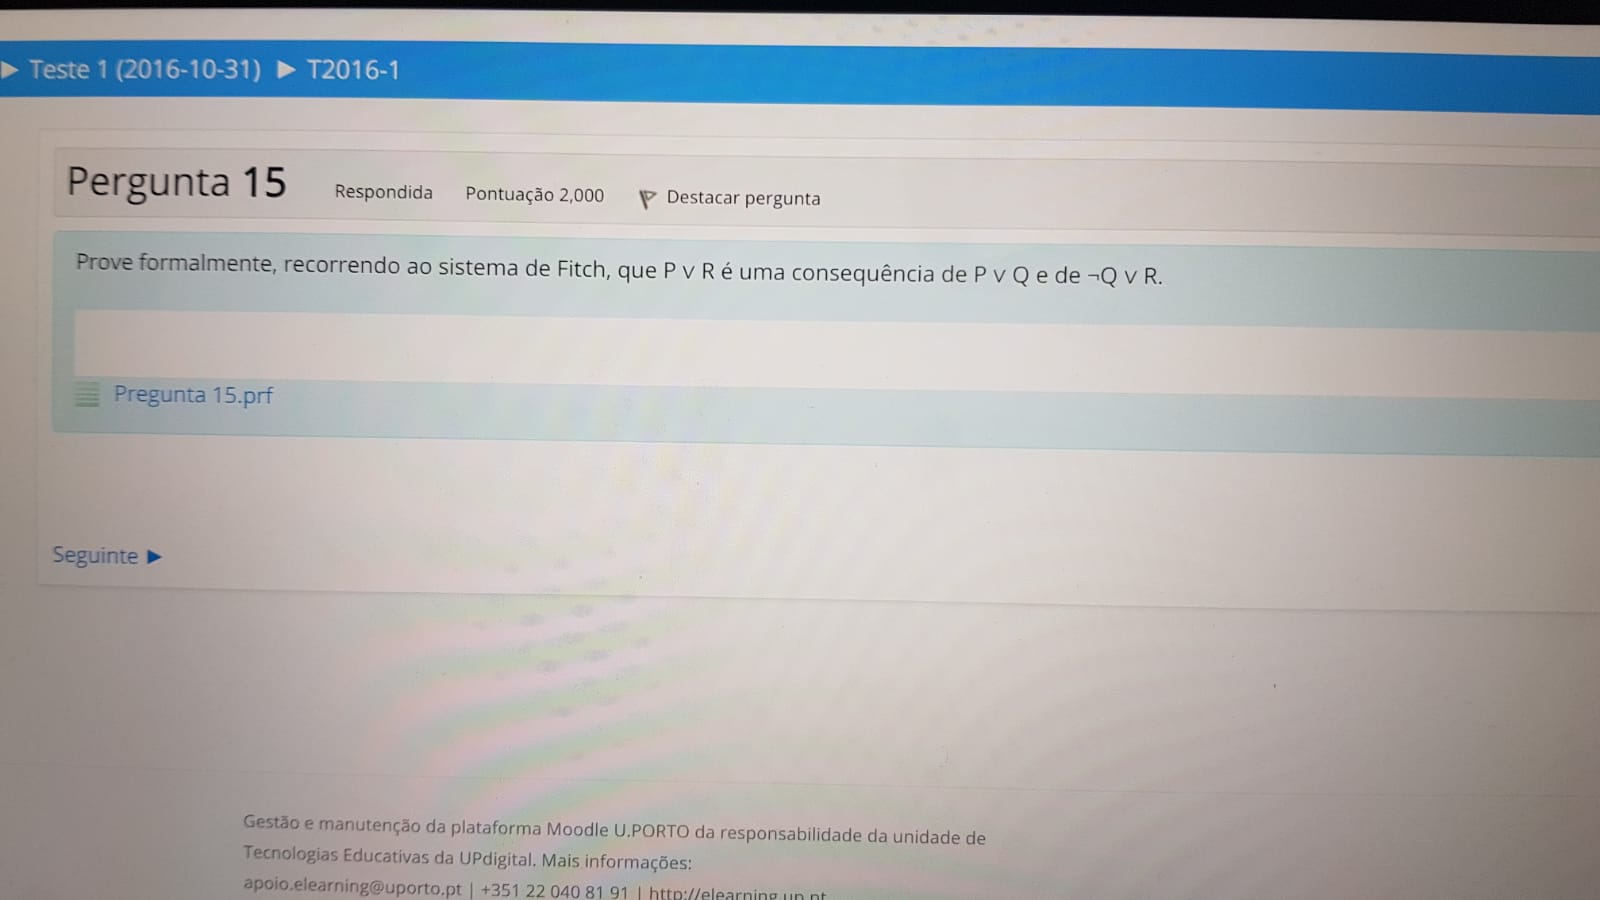 Teste 1 (2016-10-31) ▶ T2016-1
Pergunta 15 Respondida Pontuação 2,000 Destacar pergunta
Prove formalmente, recorrendo ao sistema de Fitch, que P ∨ R é uma consequência de P ∨ Q e de ¬Q ∨ R.
Pregunta 15.prf
Seguinte ▶
Gestão e manutenção da plataforma Moodle U.PORTO da responsabilidade da unidade de
Tecnologias Educativas da UPdigital. Mais informações:
apoio.elearning@uporto.pt | +351 22 040 81 91 | http://elearning.up.pt